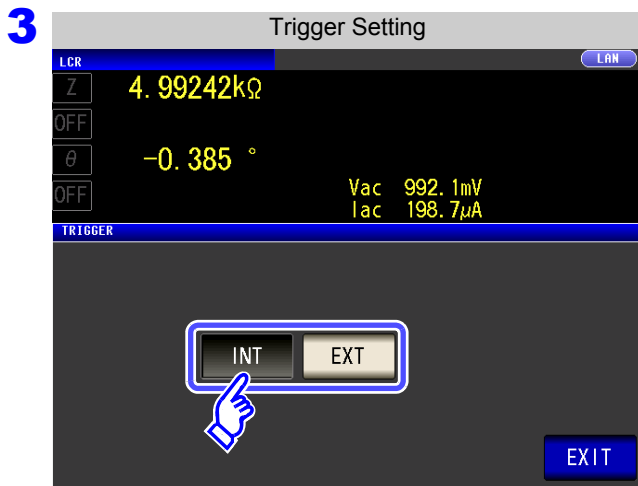 3
Trigger Setting
LCR
LAN
Z 4.99242kΩ
OFF
θ -0.385 °
OFF
Vac 992.1mV
Iac 198.7μA
TRIGGER
INT EXT
EXIT